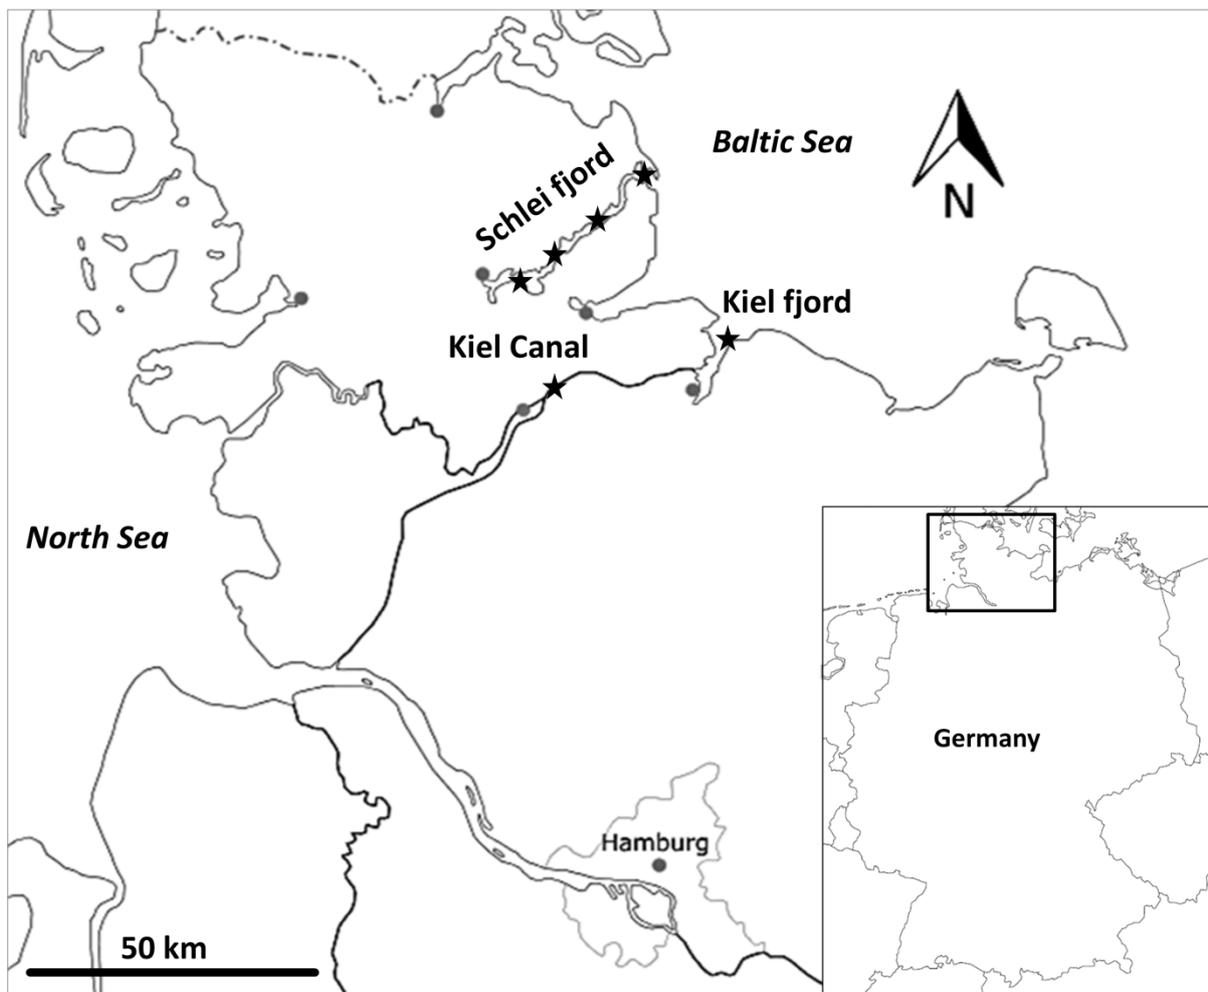 Baltic Sea
Schlei fjord
N
Kiel fjord
Kiel Canal
North Sea
Germany
Hamburg
50 km